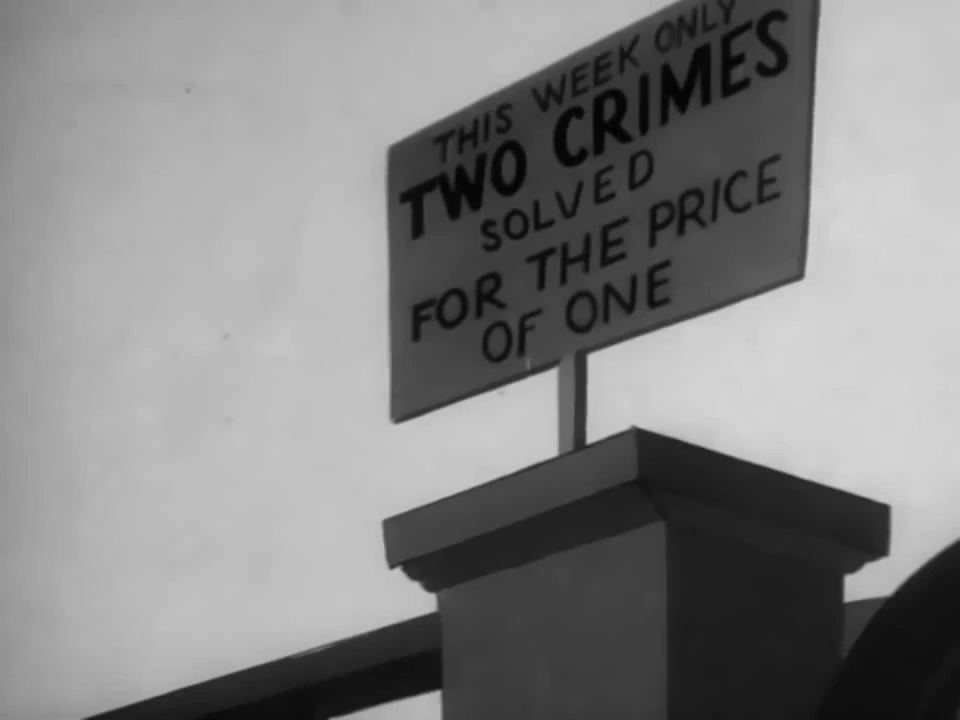 THIS WEEK ONLY
TWO CRIMES
SOLVED
FOR THE PRICE
OF ONE